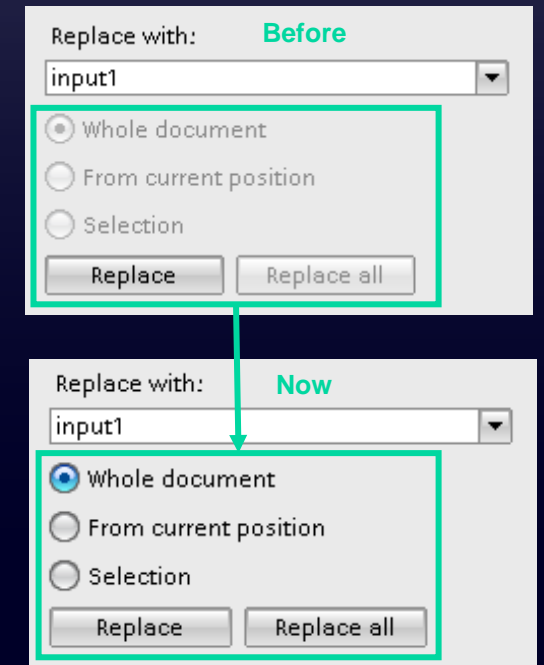 Replace with: Before
input1
Whole document
From current position
Selection
Replace Replace all
Replace with: Now
input1
Whole document
From current position
Selection
Replace Replace all